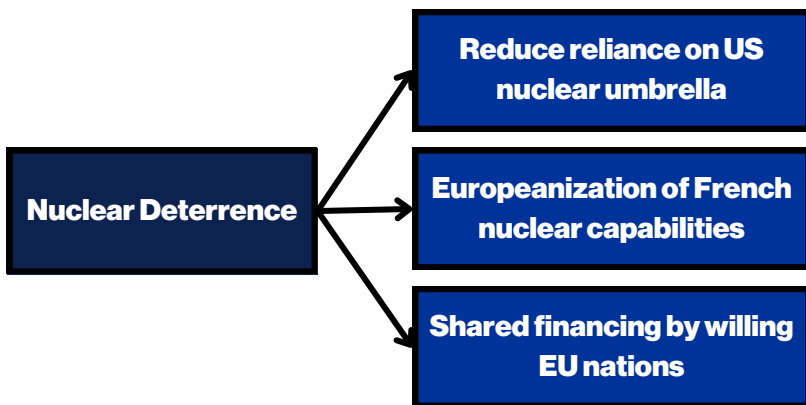 Reduce reliance on US
nuclear umbrella
Nuclear Deterrence
Europeanization of French
nuclear capabilities
Shared financing by willing
EU nations